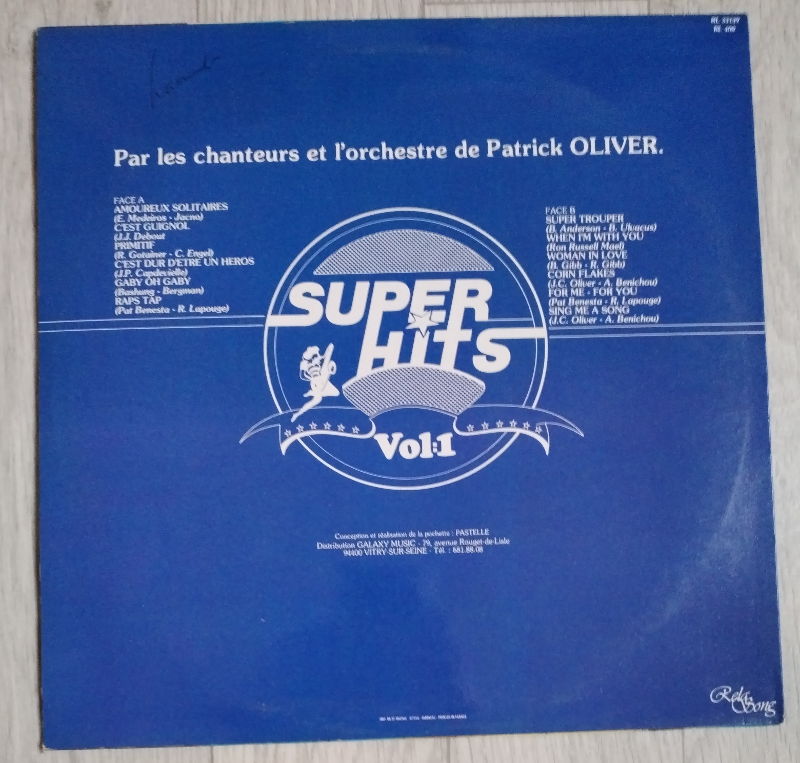 Par les chanteurs et l'orchestre de Patrick OLIVER.
FACE A
AMOUREUX SOLITAIRES
(E. Medeiros - Jacno)
C'EST GUIGNOL
(J.J. Debout
PRIMITIF
(R. Gotainer - C. Engel)
C'EST DUR D'ETRE UN HEROS
(J.P. Capdevielle)
GABY OH GABY
(Bashung - Bergman)
RAPS TAP
(Pat Benesta - R. Lapouge)
FACE B
SUPER TROUPER
(B. Anderson - B. Ulvacus)
WHEN I'M WITH YOU
(Ron Russell Mael)
WOMAN IN LOVE
(B. Gibb - R. Gibb)
CORN FLAKES
(J.C. Oliver - A. Benichou)
FOR ME - FOR YOU
(Pat Benesta - R. Lapouge)
SING ME A SONG
(J.C. Oliver - A. Benichou)
SUPER
HiTS
Vol:1
Conception et réalisation de la pochette : PASTELLE
Distribution GALAXY MUSIC - 79, avenue Rouget-de-Lisle
94400 VITRY-SUR-SEINE - Tél. : 681.88.08
Rela
Song